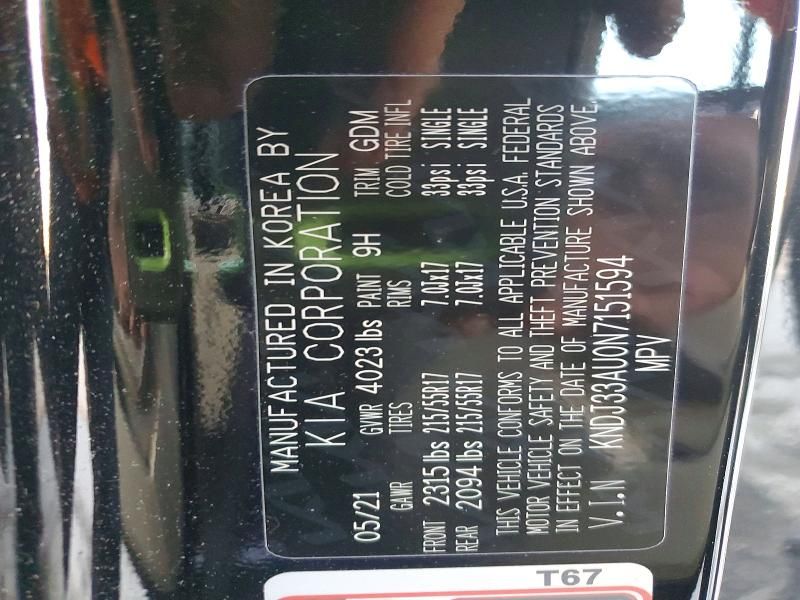 MANUFACTURED IN KOREA BY
KIA CORPORATION
05/21 GVWR 4023 lbs PAINT 9H TRIM GDM
GAWR TIRES RINS COLD TIRE INFL
FRONT 2315 lbs 215/55R17 7.0Jx17 33psi SINGLE
REAR 2094 lbs 215/55R17 7.0Jx17 33psi SINGLE
THIS VEHICLE CONFORMS TO ALL APPLICABLE U.S.A. FEDERAL
MOTOR VEHICLE SAFETY AND THEFT PREVENTION STANDARDS
IN EFFECT ON THE DATE OF MANUFACTURE SHOWN ABOVE.
V.I.N KNDJ33AU0N7151594
MPV
T67